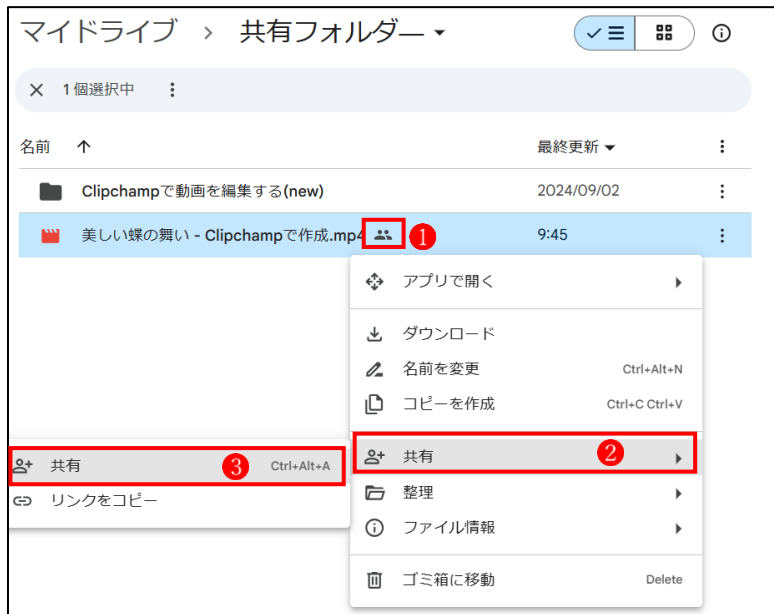 マイドライブ › 共有フォルダー
1個選択中
名前 最終更新
Clipchampで動画を編集する(new) 2024/09/02
美しい蝶の舞い - Clipchampで作成.mp4 1 9:45
アプリで開く
ダウンロード
名前を変更 Ctrl+Alt+N
コピーを作成 Ctrl+C Ctrl+V
共有 2
共有 3 Ctrl+Alt+A
整理
リンクをコピー
ファイル情報
ゴミ箱に移動 Delete